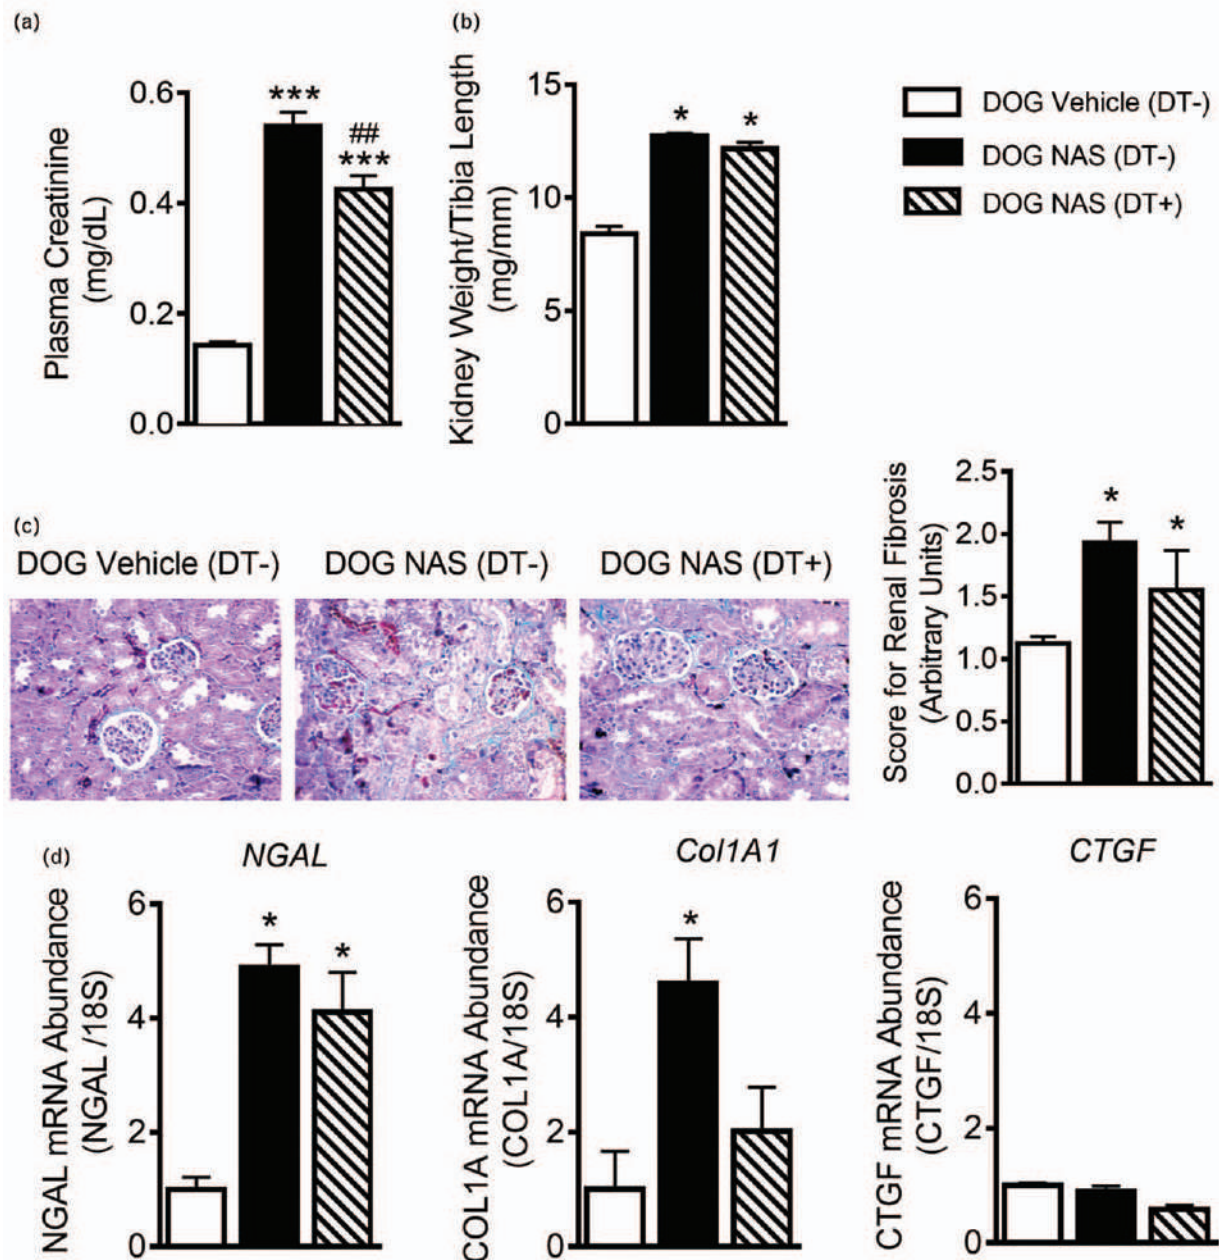 (a)
Plasma Creatinine
(mg/dL)
0.6
0.4
0.2
0.0
***
##
***
(b)
Kidney Weight/Tibia Length
(mg/mm)
15
10
5
0
*
*
DOG Vehicle (DT-)
DOG NAS (DT-)
DOG NAS (DT+)
(c)
DOG Vehicle (DT-)
DOG NAS (DT-)
DOG NAS (DT+)
Score for Renal Fibrosis
(Arbitrary Units)
2.5
2.0
1.5
1.0
0.5
0.0
*
*
(d)
NGAL
NGAL mRNA Abundance
(NGAL /18S)
6
4
2
0
*
*
Col1A1
COL1A mRNA Abundance
(COL1A/18S)
6
4
2
0
*
CTGF
CTGF mRNA Abundance
(CTGF/18S)
6
4
2
0